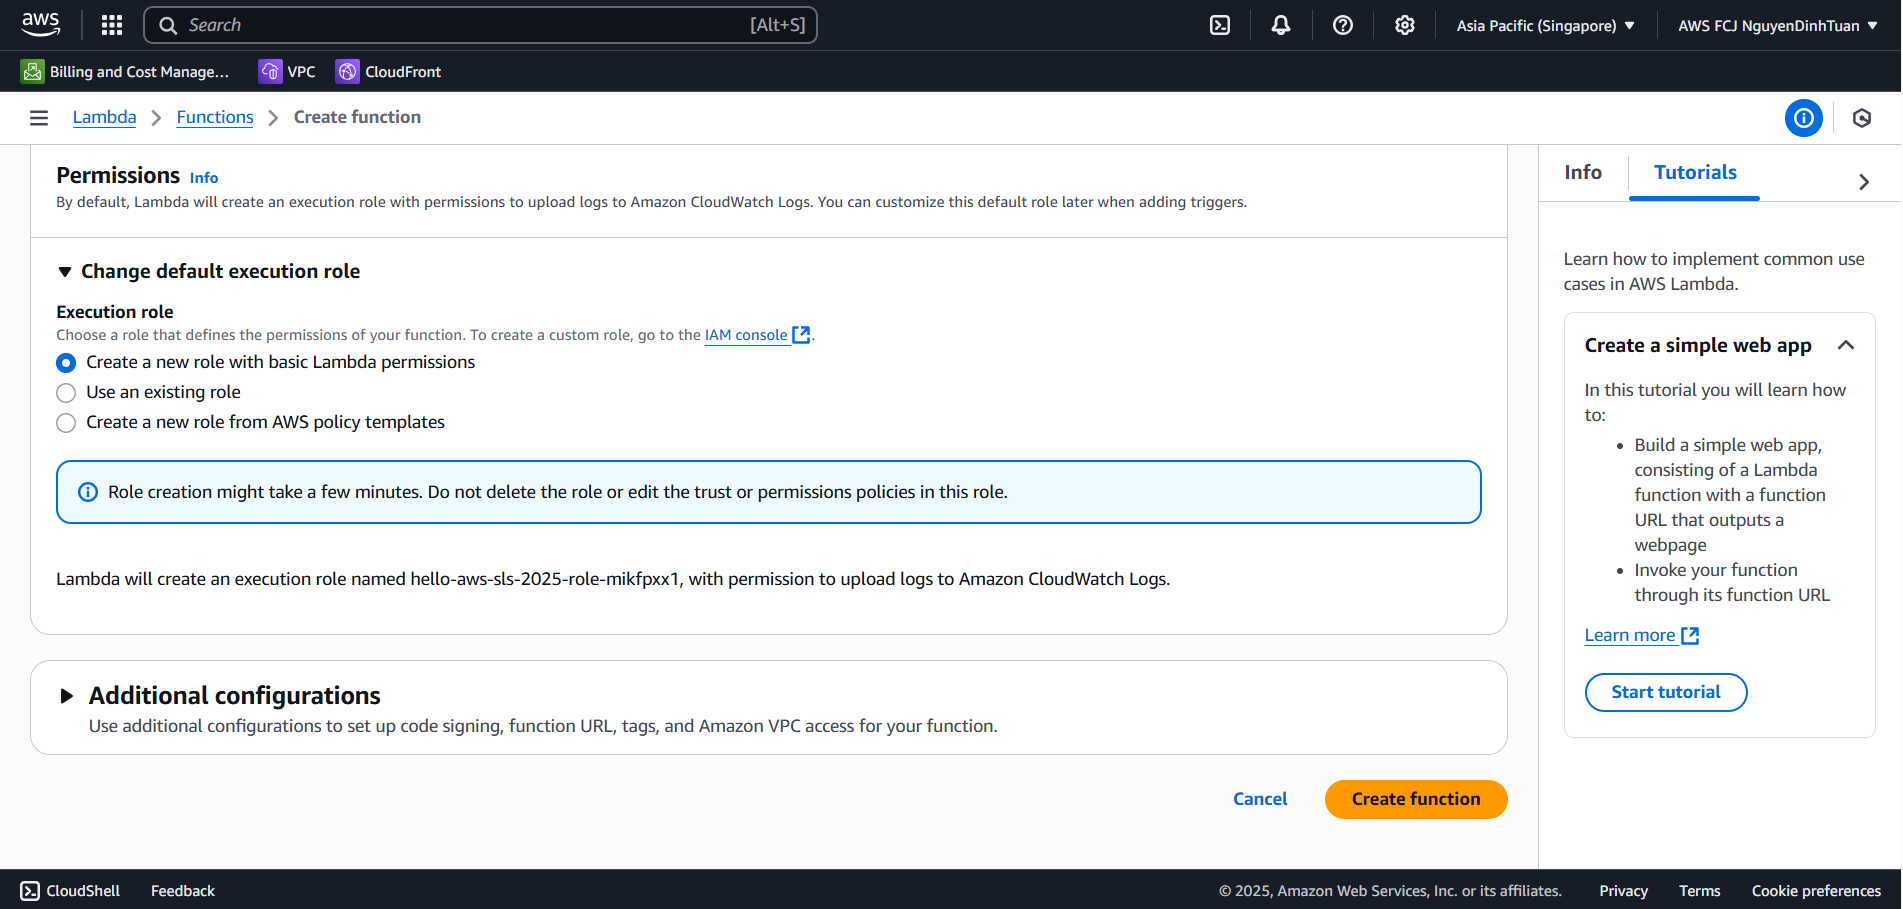 aws
Search
[Alt+S]
Asia Pacific (Singapore)
AWS FCJ NguyenDinhTuan
Billing and Cost Manage...
VPC
CloudFront
Lambda
Functions
Create function
Permissions Info
By default, Lambda will create an execution role with permissions to upload logs to Amazon CloudWatch Logs. You can customize this default role later when adding triggers.
Change default execution role
Execution role
Choose a role that defines the permissions of your function. To create a custom role, go to the IAM console .
Create a new role with basic Lambda permissions
Use an existing role
Create a new role from AWS policy templates
Role creation might take a few minutes. Do not delete the role or edit the trust or permissions policies in this role.
Lambda will create an execution role named hello-aws-sls-2025-role-mikfpxx1, with permission to upload logs to Amazon CloudWatch Logs.
Additional configurations
Use additional configurations to set up code signing, function URL, tags, and Amazon VPC access for your function.
Cancel
Create function
Info
Tutorials
Learn how to implement common use
cases in AWS Lambda.
Create a simple web app
In this tutorial you will learn how
to:
• Build a simple web app,
consisting of a Lambda
function with a function
URL that outputs a
webpage
• Invoke your function
through its function URL
Learn more
Start tutorial
CloudShell
Feedback
© 2025, Amazon Web Services, Inc. or its affiliates.
Privacy
Terms
Cookie preferences